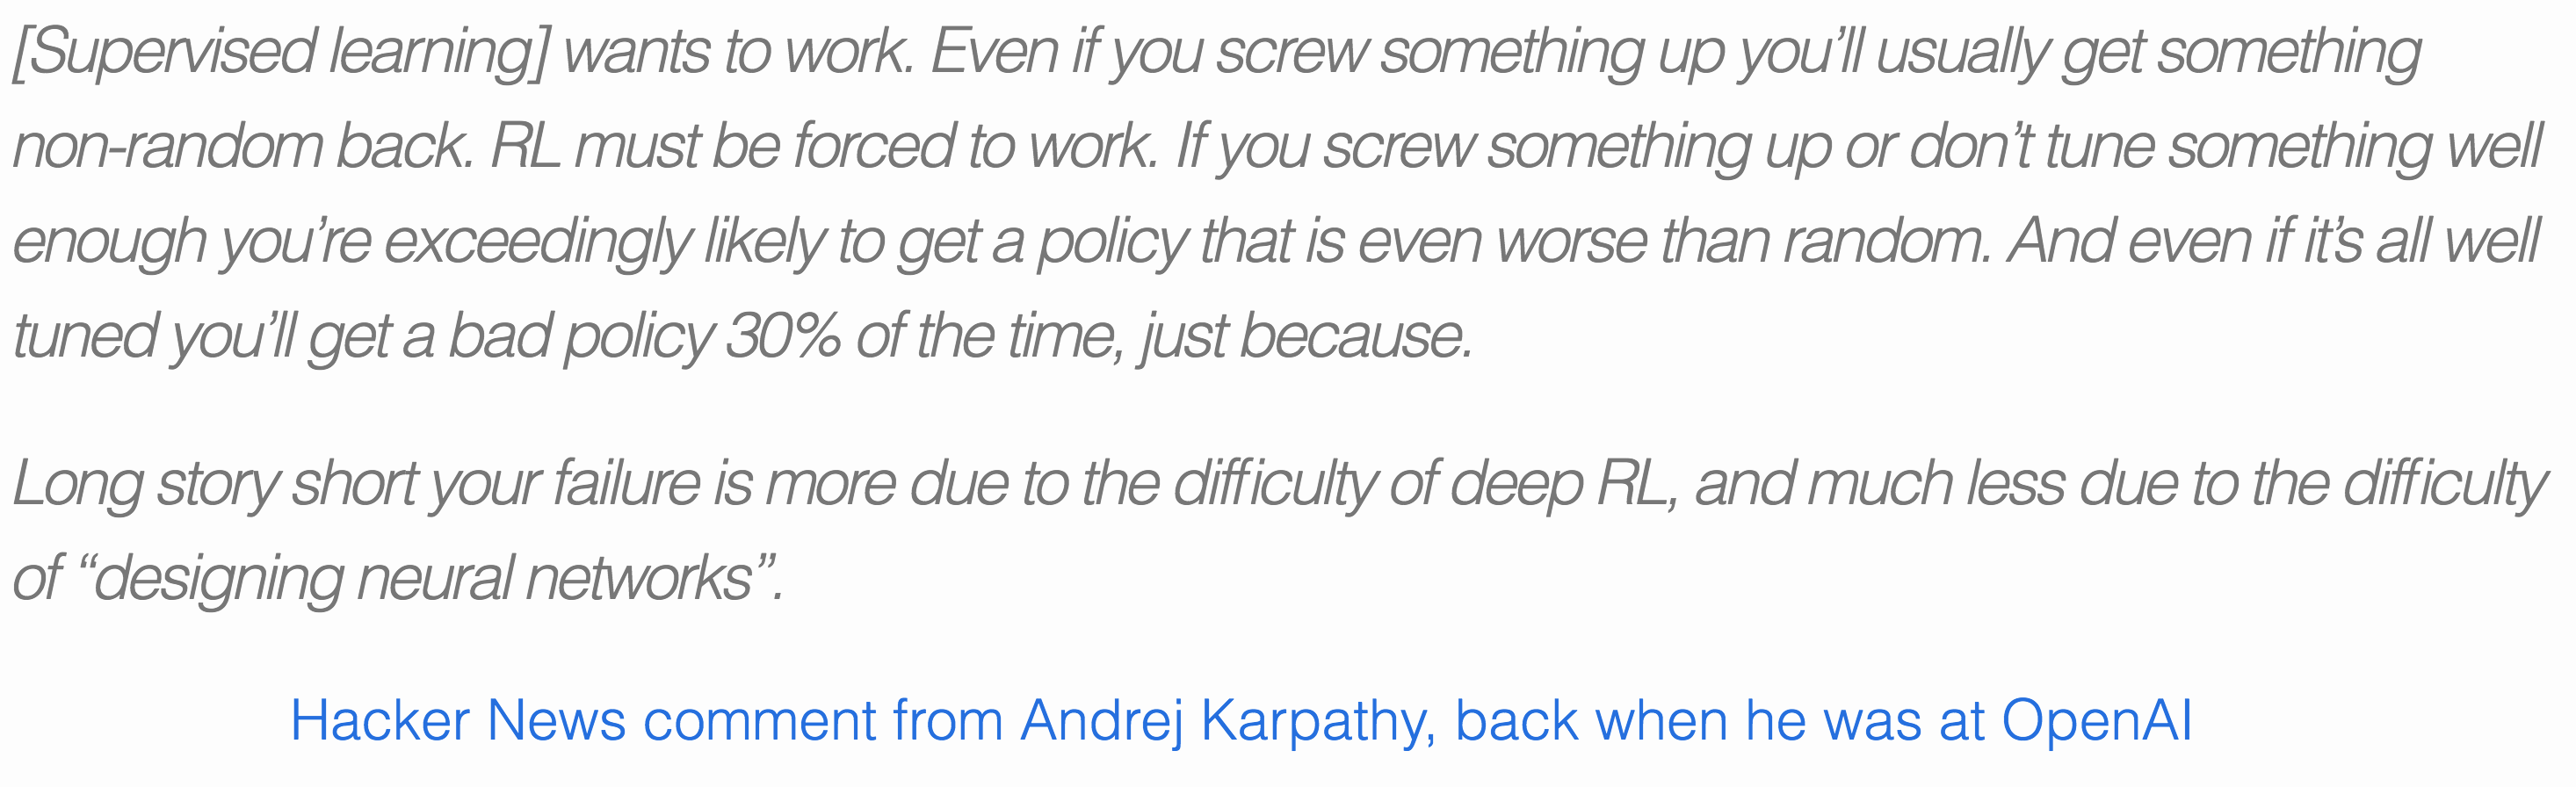 [Supervised learning] wants to work. Even if you screw something up you’ll usually get something
non-random back. RL must be forced to work. If you screw something up or don’t tune something well
enough you’re exceedingly likely to get a policy that is even worse than random. And even if it’s all well
tuned you’ll get a bad policy 30% of the time, just because.
Long story short your failure is more due to the difficulty of deep RL, and much less due to the difficulty
of “designing neural networks”.
Hacker News comment from Andrej Karpathy, back when he was at OpenAI